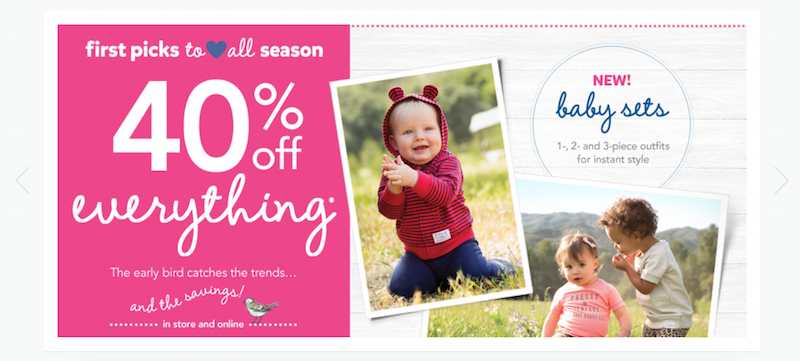 first picks to all season
40%
off
everything*
The early bird catches the trends...
and the savings!
in store and online
NEW!
baby sets
1-, 2- and 3-piece outfits
for instant style
PRETTY